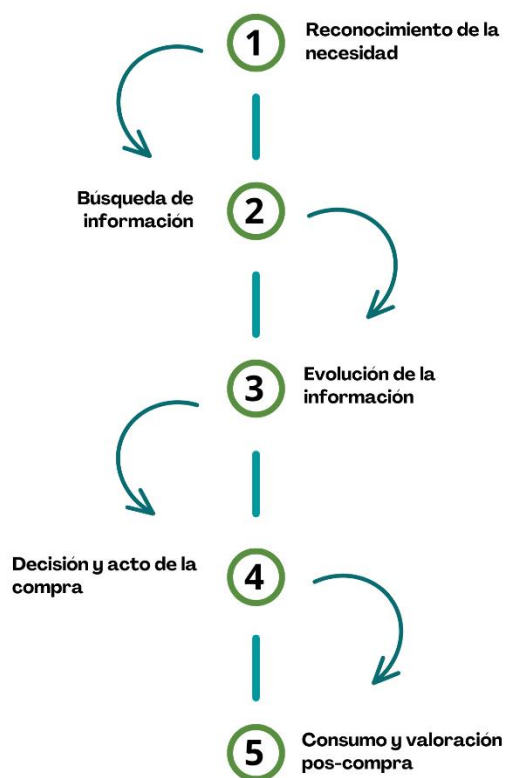 1
Reconocimiento de la
necesidad
Búsqueda de
información
2
3
Evolución de la
información
Decisión y acto de la
compra
4
5
Consumo y valoración
pos-compra